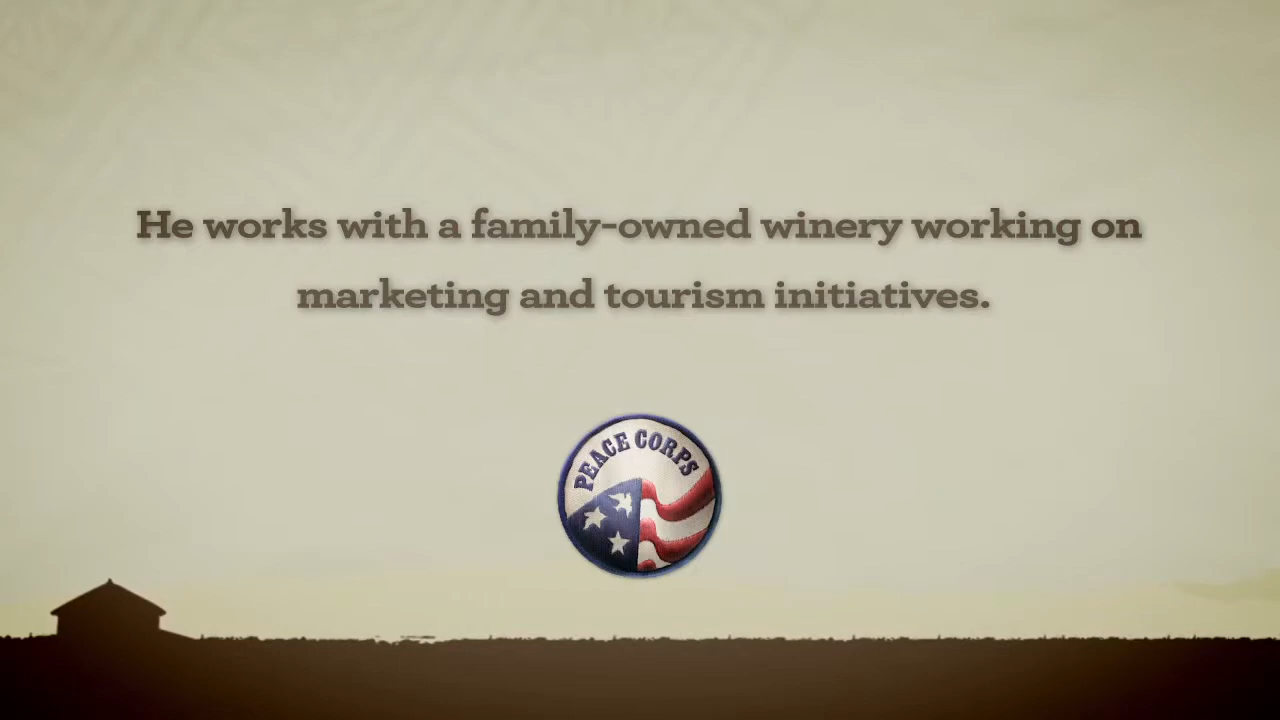 He works with a family-owned winery working on
marketing and tourism initiatives.
PEACE CORPS